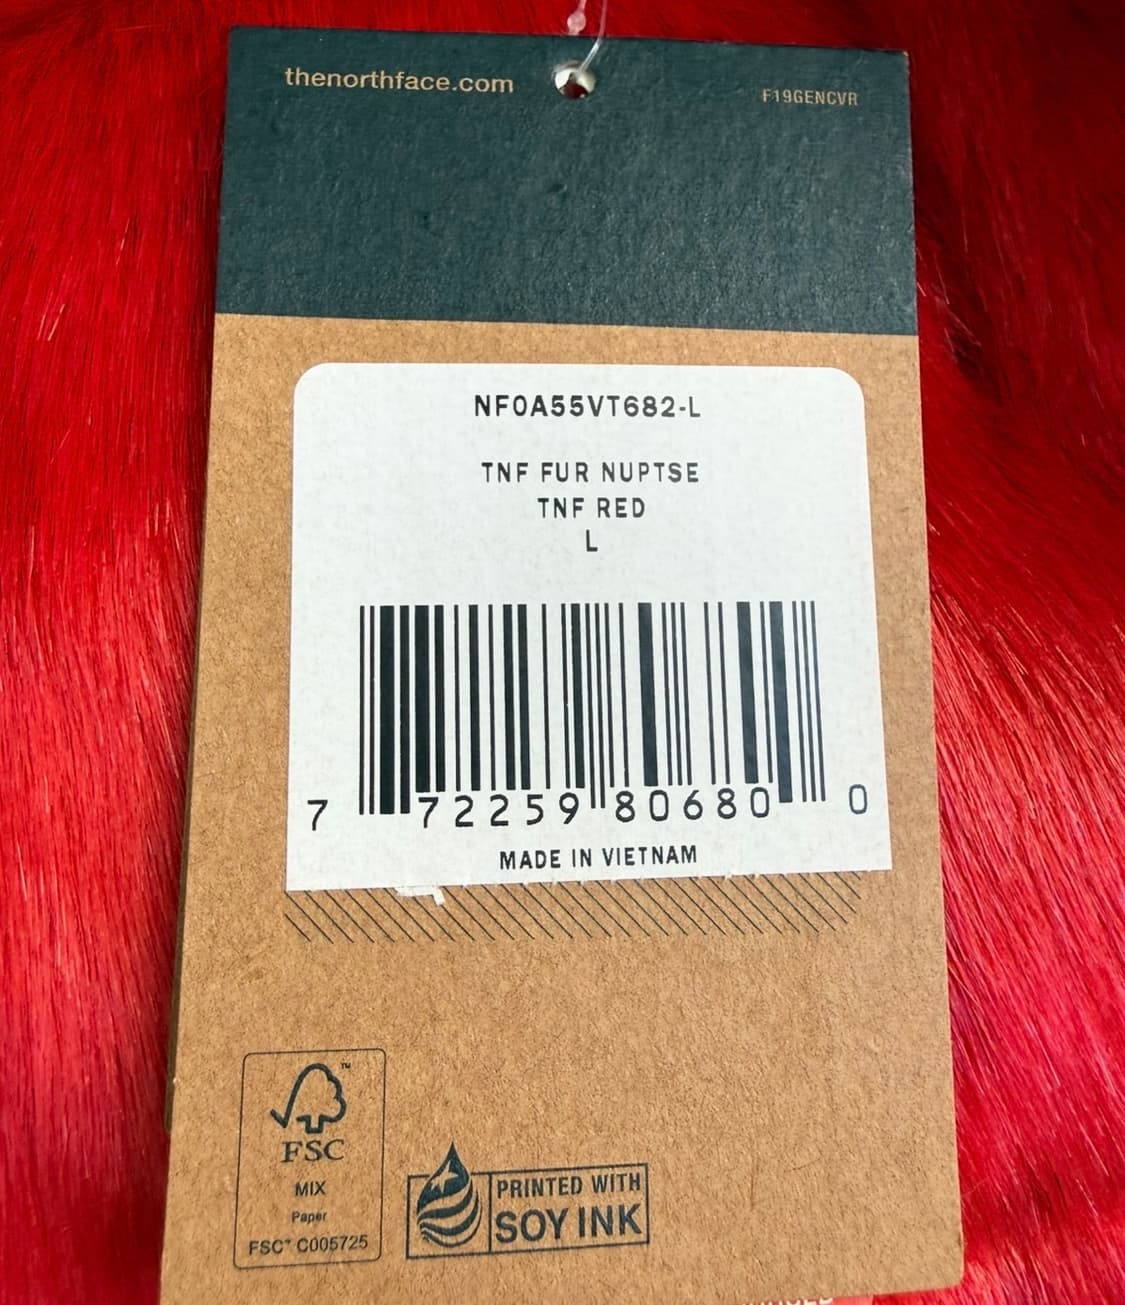 thenorthface.com
F19GENCVR
NF0A55VT682-L
TNF FUR NUPTSE
TNF RED
L
7 72259 80680 0
MADE IN VIETNAM
™
FSC
MIX
Paper
FSC® C005725
PRINTED WITH
SOY INK